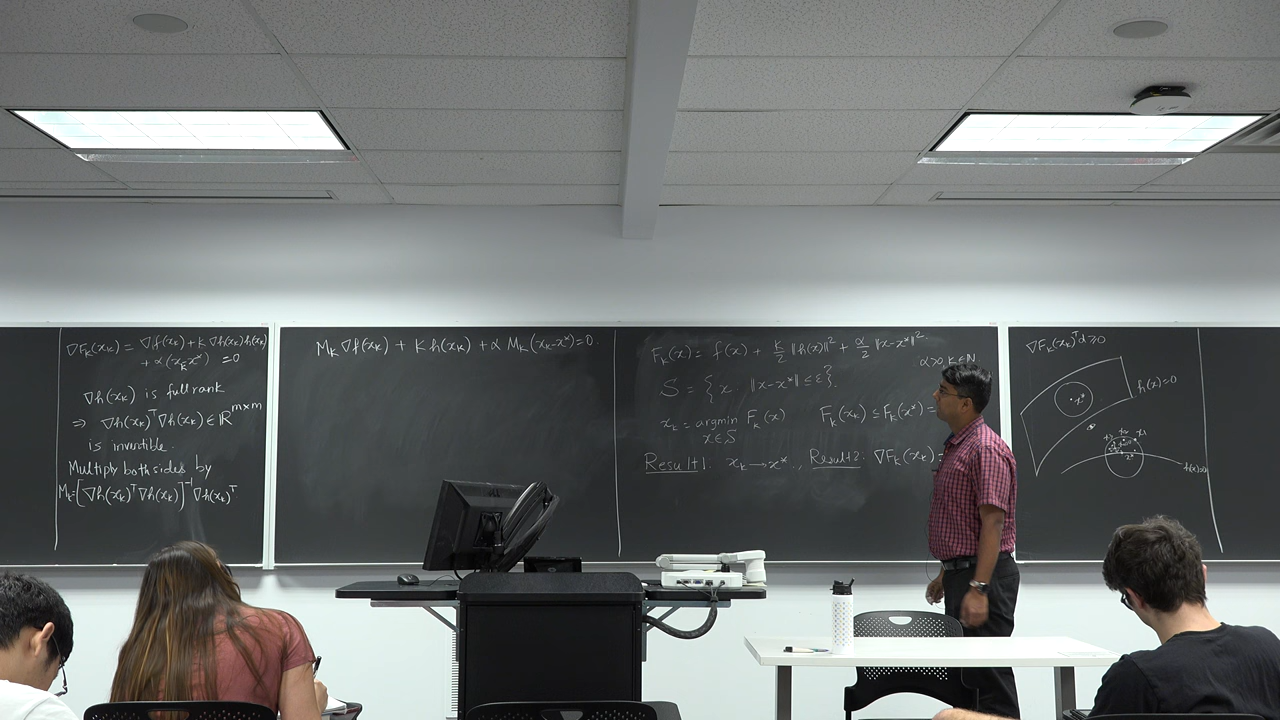 ∇F_k(x_k) = ∇f(x_k) + k ∇h(x_k) h(x_k)
+ α (x_k - x*) = 0
∇h(x_k) is full rank
⇒ ∇h(x_k)^T ∇h(x_k) ∈ ℝ^{m×m}
is invertible.
Multiply both sides by
M_k = [∇h(x_k)^T ∇h(x_k)]^{-1} ∇h(x_k)^T
M_k ∇f(x_k) + k h(x_k) + α M_k (x_k - x*) = 0.
F_k(x) = f(x) + k/2 ||h(x)||² + α/2 ||x - x*||².
α > 0, k ∈ N.
S = { x, ||x - x*|| ≤ ε }.
x_k = argmin F_k(x)
x ∈ S
F_k(x_k) ≤ F_k(x*) =
Result 1: x_k → x*., Result 2: ∇F_k(x_k) =
∇F_k(x)^T d ≥ 0
x*
h(x)=0
x*
h(x)=0